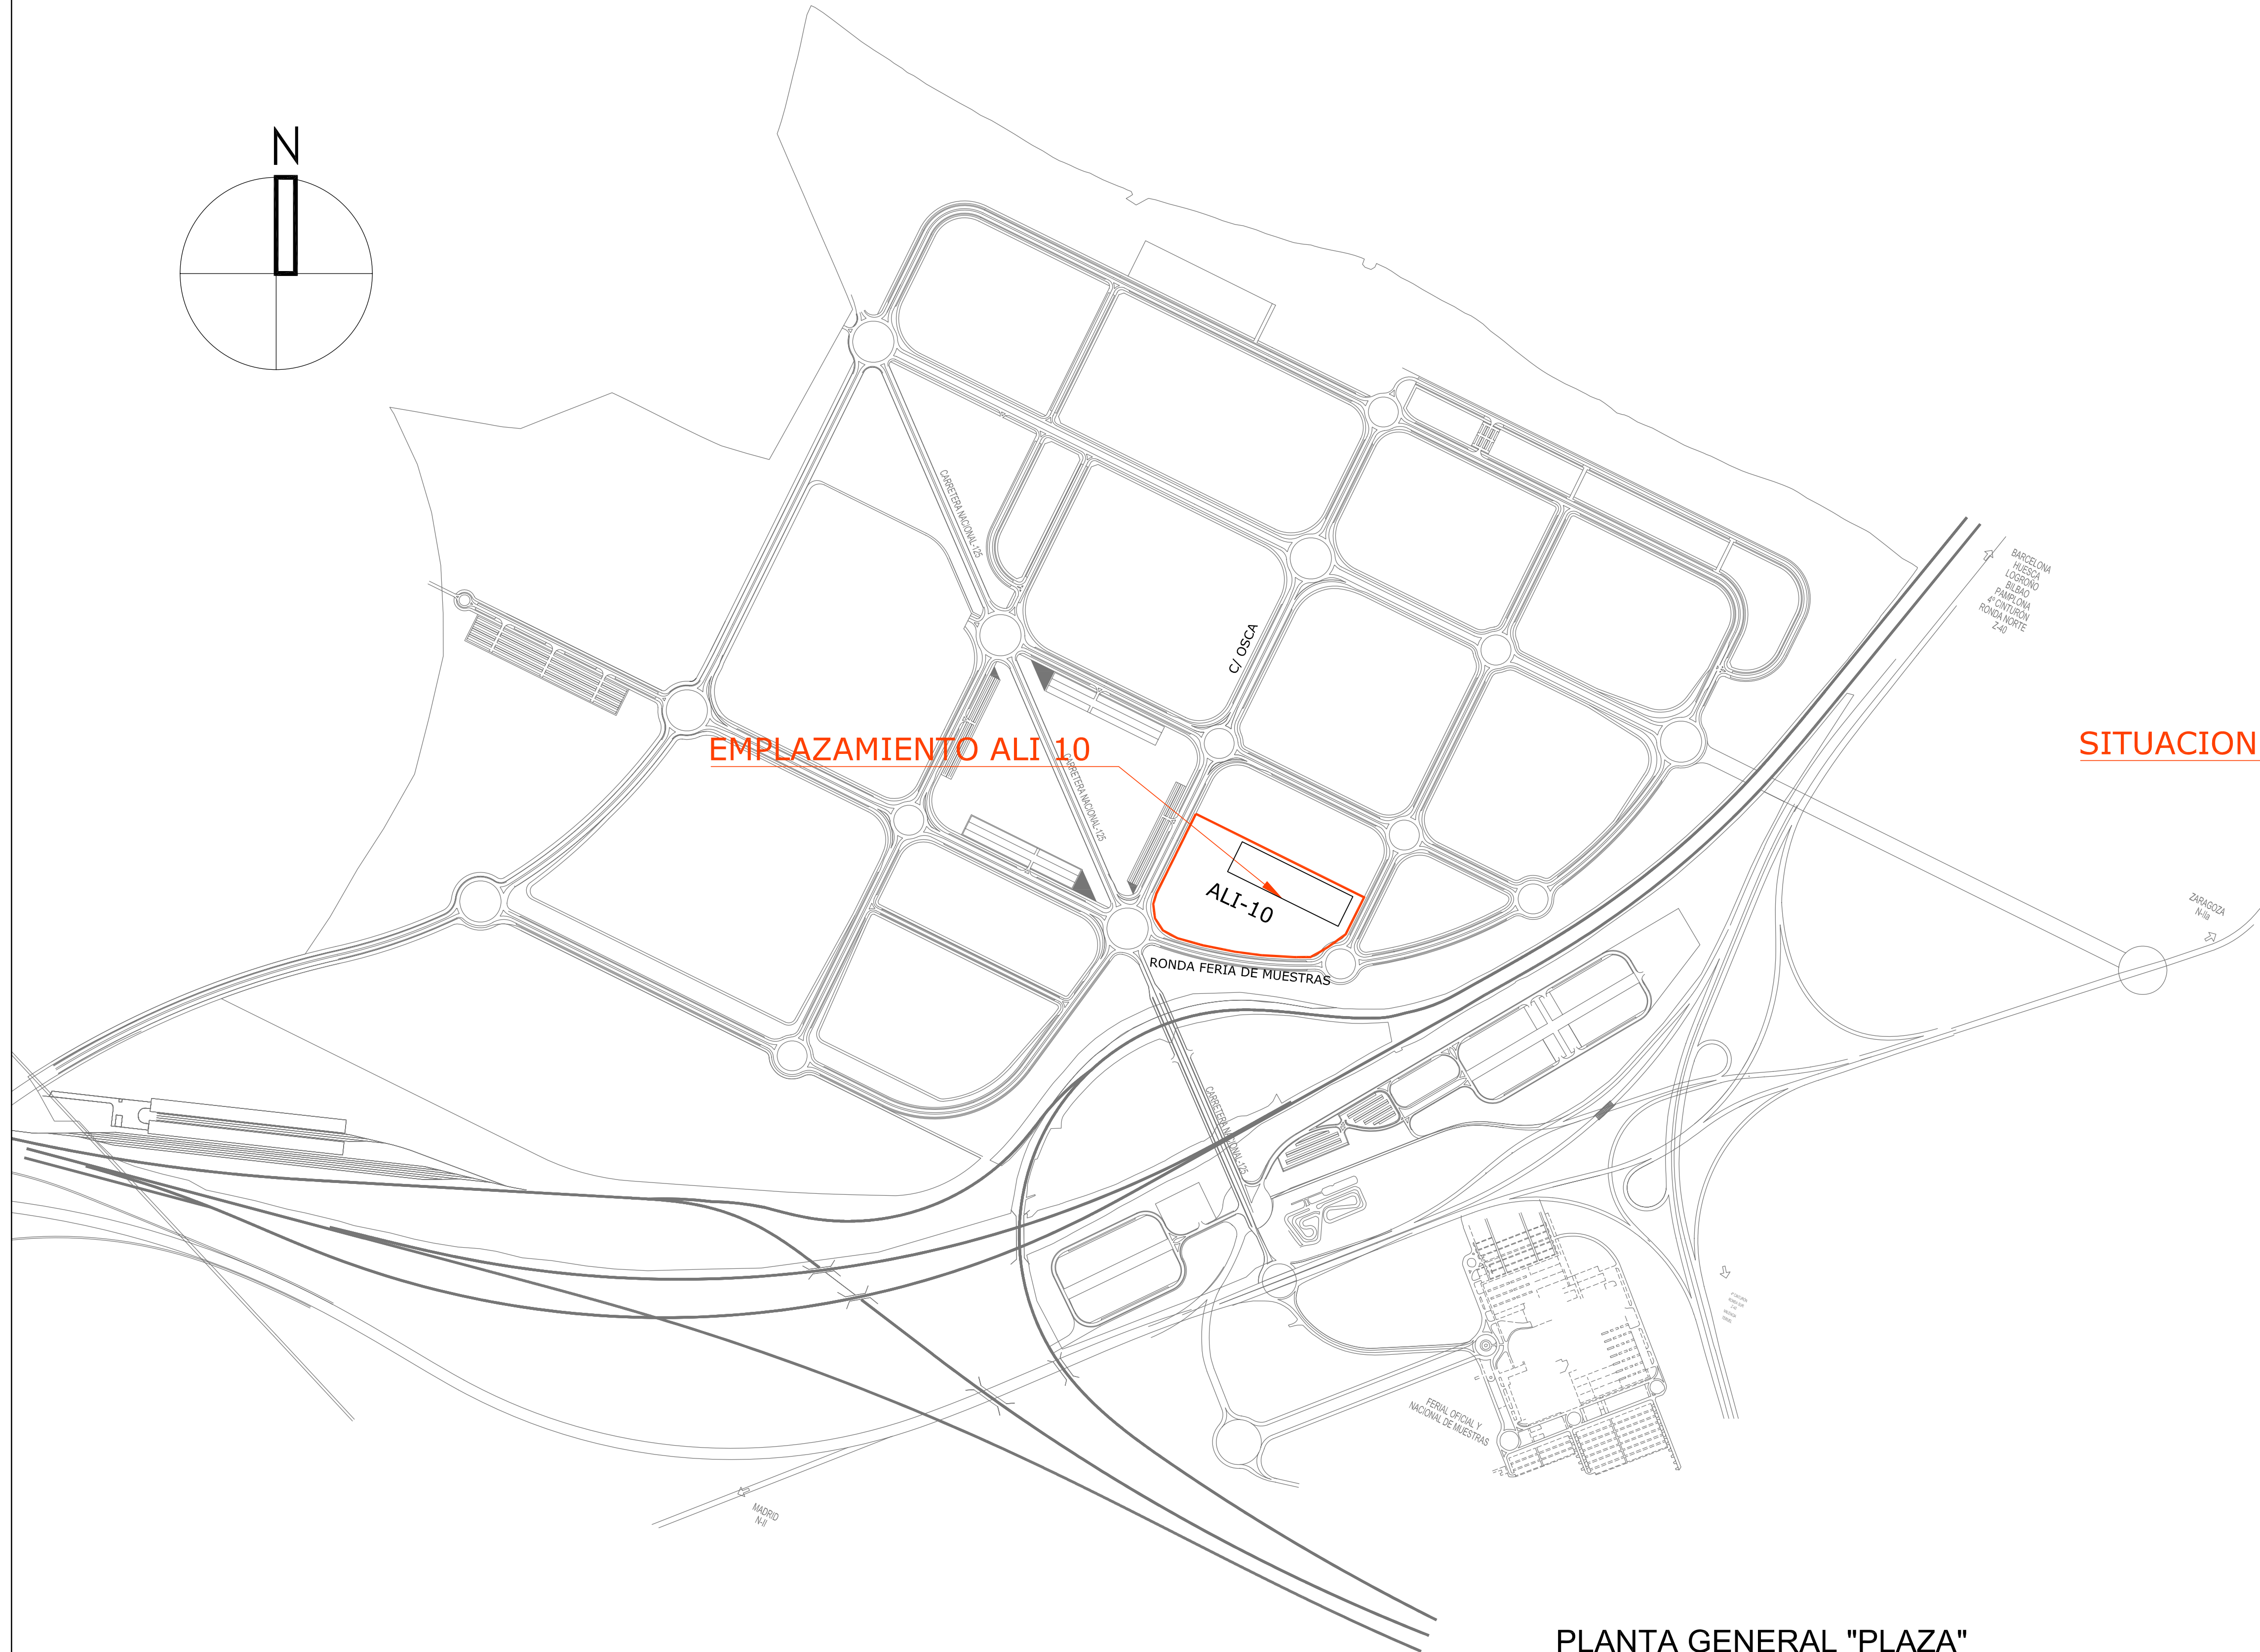 N
CARRETERA NACIONAL-125
BARCELONA
HUESCA
LOGROÑO
BILBAO
PAMPLONA
4º CINTURÓN
RONDA NORTE
Z-40
C/ OSCA
EMPLAZAMIENTO ALI 10
SITUACION
CARRETERA NACIONAL-125
ALI-10
ZARAGOZA
N-IIa
RONDA FERIA DE MUESTRAS
CARRETERA NACIONAL-125
FERIAL OFICIAL Y
NACIONAL DE MUESTRAS
MADRID
N-II
PLANTA GENERAL "PLAZA"